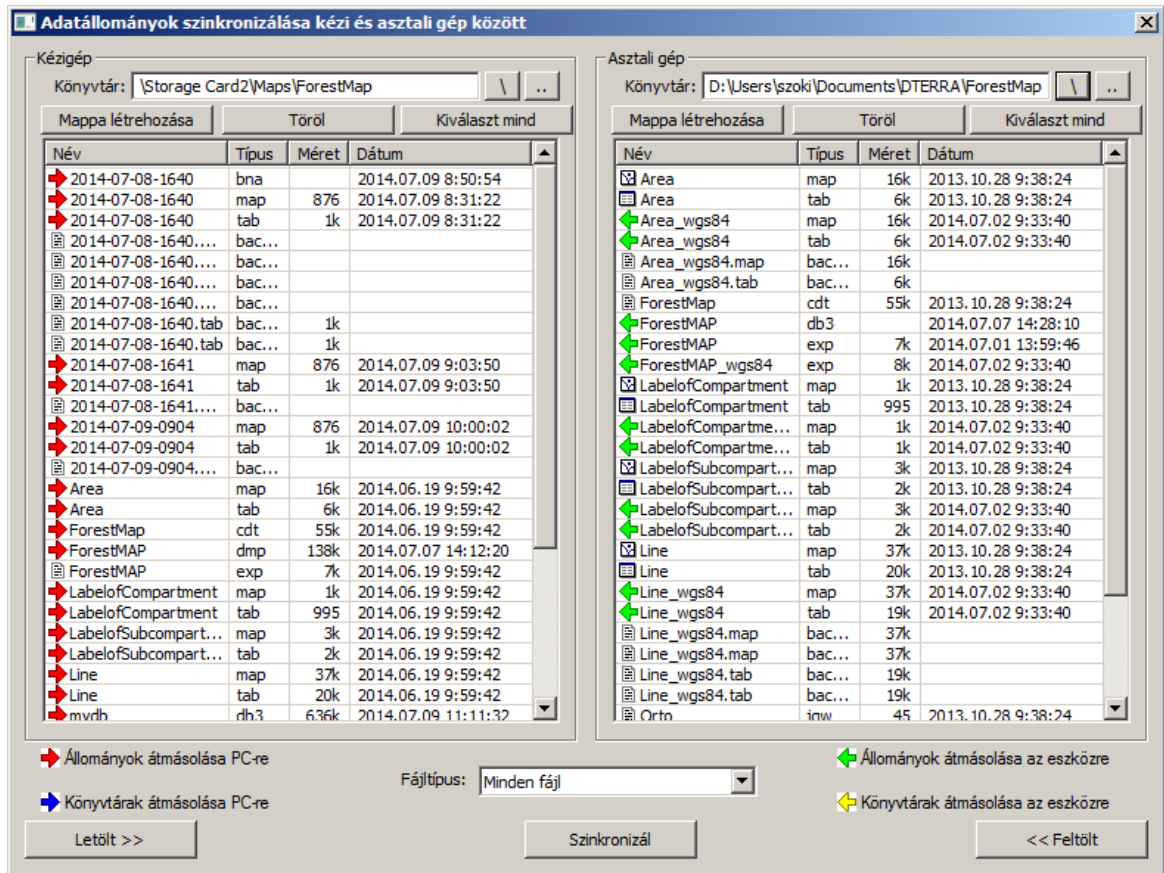 Adatállományok szinkronizálása kézi és asztali gép között
Kézigép
Könyvtár: \Storage Card2\Maps\ForestMap \ ..
Mappa létrehozása Töröl Kiválaszt mind
Név Típus Méret Dátum
2014-07-08-1640 bna 2014.07.09 8:50:54
2014-07-08-1640 map 876 2014.07.09 8:31:22
2014-07-08-1640 tab 1k 2014.07.09 8:31:22
2014-07-08-1640.... bac...
2014-07-08-1640.... bac...
2014-07-08-1640.... bac...
2014-07-08-1640.... bac...
2014-07-08-1640.tab bac... 1k
2014-07-08-1640.tab bac... 1k
2014-07-08-1641 map 876 2014.07.09 9:03:50
2014-07-08-1641 tab 1k 2014.07.09 9:03:50
2014-07-08-1641.... bac...
2014-07-09-0904 map 876 2014.07.09 10:00:02
2014-07-09-0904 tab 1k 2014.07.09 10:00:02
2014-07-09-0904.... bac...
Area map 16k 2014.06.19 9:59:42
Area tab 6k 2014.06.19 9:59:42
ForestMap cdt 55k 2014.06.19 9:59:42
ForestMAP dmp 138k 2014.07.07 14:12:20
ForestMAP exp 7k 2014.06.19 9:59:42
LabelofCompartment map 1k 2014.06.19 9:59:42
LabelofCompartment tab 995 2014.06.19 9:59:42
LabelofSubcompart... map 3k 2014.06.19 9:59:42
LabelofSubcompart... tab 2k 2014.06.19 9:59:42
Line map 37k 2014.06.19 9:59:42
Line tab 20k 2014.06.19 9:59:42
mydb db3 636k 2014.07.09 11:11:32
Asztali gép
Könyvtár: D:\Users\szoki\Documents\DTERRA\ForestMap \ ..
Mappa létrehozása Töröl Kiválaszt mind
Név Típus Méret Dátum
Area map 16k 2013.10.28 9:38:24
Area tab 6k 2013.10.28 9:38:24
Area_wgs84 map 16k 2014.07.02 9:33:40
Area_wgs84 tab 6k 2014.07.02 9:33:40
Area_wgs84.map bac... 16k
Area_wgs84.tab bac... 6k
ForestMap cdt 55k 2013.10.28 9:38:24
ForestMAP db3 2014.07.07 14:28:10
ForestMAP exp 7k 2014.07.01 13:59:46
ForestMAP_wgs84 exp 8k 2014.07.02 9:33:40
LabelofCompartment map 1k 2013.10.28 9:38:24
LabelofCompartment tab 995 2013.10.28 9:38:24
LabelofCompartme... map 1k 2014.07.02 9:33:40
LabelofCompartme... tab 1k 2014.07.02 9:33:40
LabelofSubcompart... map 3k 2013.10.28 9:38:24
LabelofSubcompart... tab 2k 2013.10.28 9:38:24
LabelofSubcompart... map 3k 2014.07.02 9:33:40
LabelofSubcompart... tab 2k 2014.07.02 9:33:40
Line map 37k 2013.10.28 9:38:24
Line tab 20k 2013.10.28 9:38:24
Line_wgs84 map 37k 2014.07.02 9:33:40
Line_wgs84 tab 19k 2014.07.02 9:33:40
Line_wgs84.map bac... 37k
Line_wgs84.map bac... 37k
Line_wgs84.tab bac... 19k
Line_wgs84.tab bac... 19k
Orto jgw 45 2013.10.28 9:38:24
Állományok átmásolása PC-re
Könyvtárak átmásolása PC-re
Fájltípus: Minden fájl
Állományok átmásolása az eszközre
Könyvtárak átmásolása az eszközre
Letölt >> Szinkronizál << Feltölt